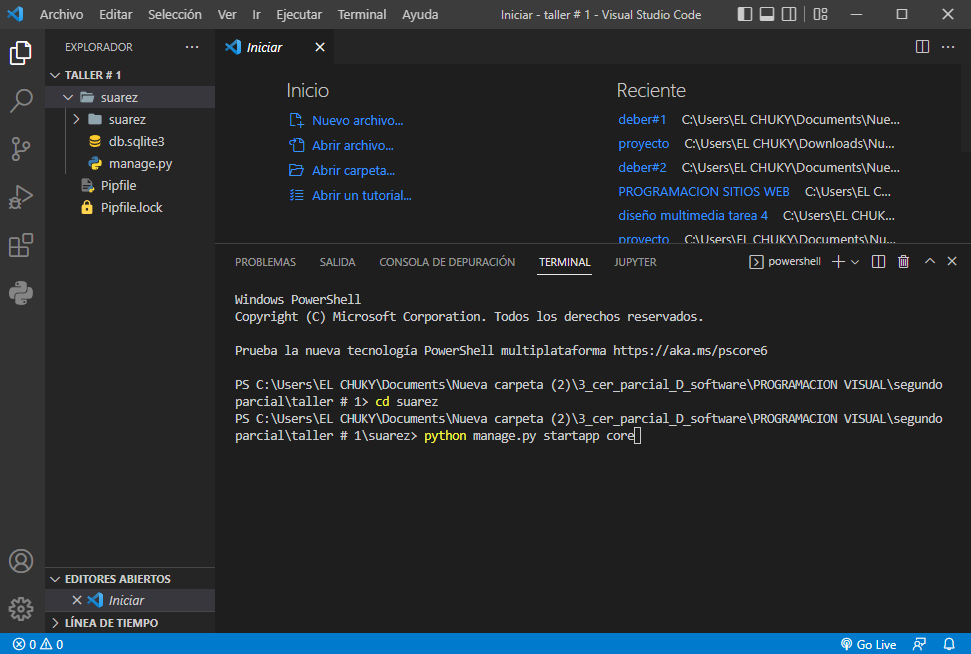 Archivo Editar Selección Ver Ir Ejecutar Terminal Ayuda Iniciar - taller # 1 - Visual Studio Code
EXPLORADOR
TALLER # 1
suarez
suarez
db.sqlite3
manage.py
Pipfile
Pipfile.lock
EDITORES ABIERTOS
Iniciar
LÍNEA DE TIEMPO
Iniciar
Inicio
Nuevo archivo...
Abrir archivo...
Abrir carpeta...
Abrir un tutorial...
Reciente
deber#1 C:\Users\EL CHUKY\Documents\Nue...
proyecto C:\Users\EL CHUKY\Downloads\Nu...
deber#2 C:\Users\EL CHUKY\Documents\Nue...
PROGRAMACION SITIOS WEB C:\Users\EL C...
diseño multimedia tarea 4 C:\Users\EL CHUK...
proyecto C:\Users\EL CHUKY\Documents\Nu...
PROBLEMAS SALIDA CONSOLA DE DEPURACIÓN TERMINAL JUPYTER powershell
Windows PowerShell
Copyright (C) Microsoft Corporation. Todos los derechos reservados.
Prueba la nueva tecnología PowerShell multiplataforma https://aka.ms/pscore6
PS C:\Users\EL CHUKY\Documents\Nueva carpeta (2)\3_cer_parcial_D_software\PROGRAMACION VISUAL\segundo
parcial\taller # 1> cd suarez
PS C:\Users\EL CHUKY\Documents\Nueva carpeta (2)\3_cer_parcial_D_software\PROGRAMACION VISUAL\segundo
parcial\taller # 1\suarez> python manage.py startapp core
0 0 Go Live